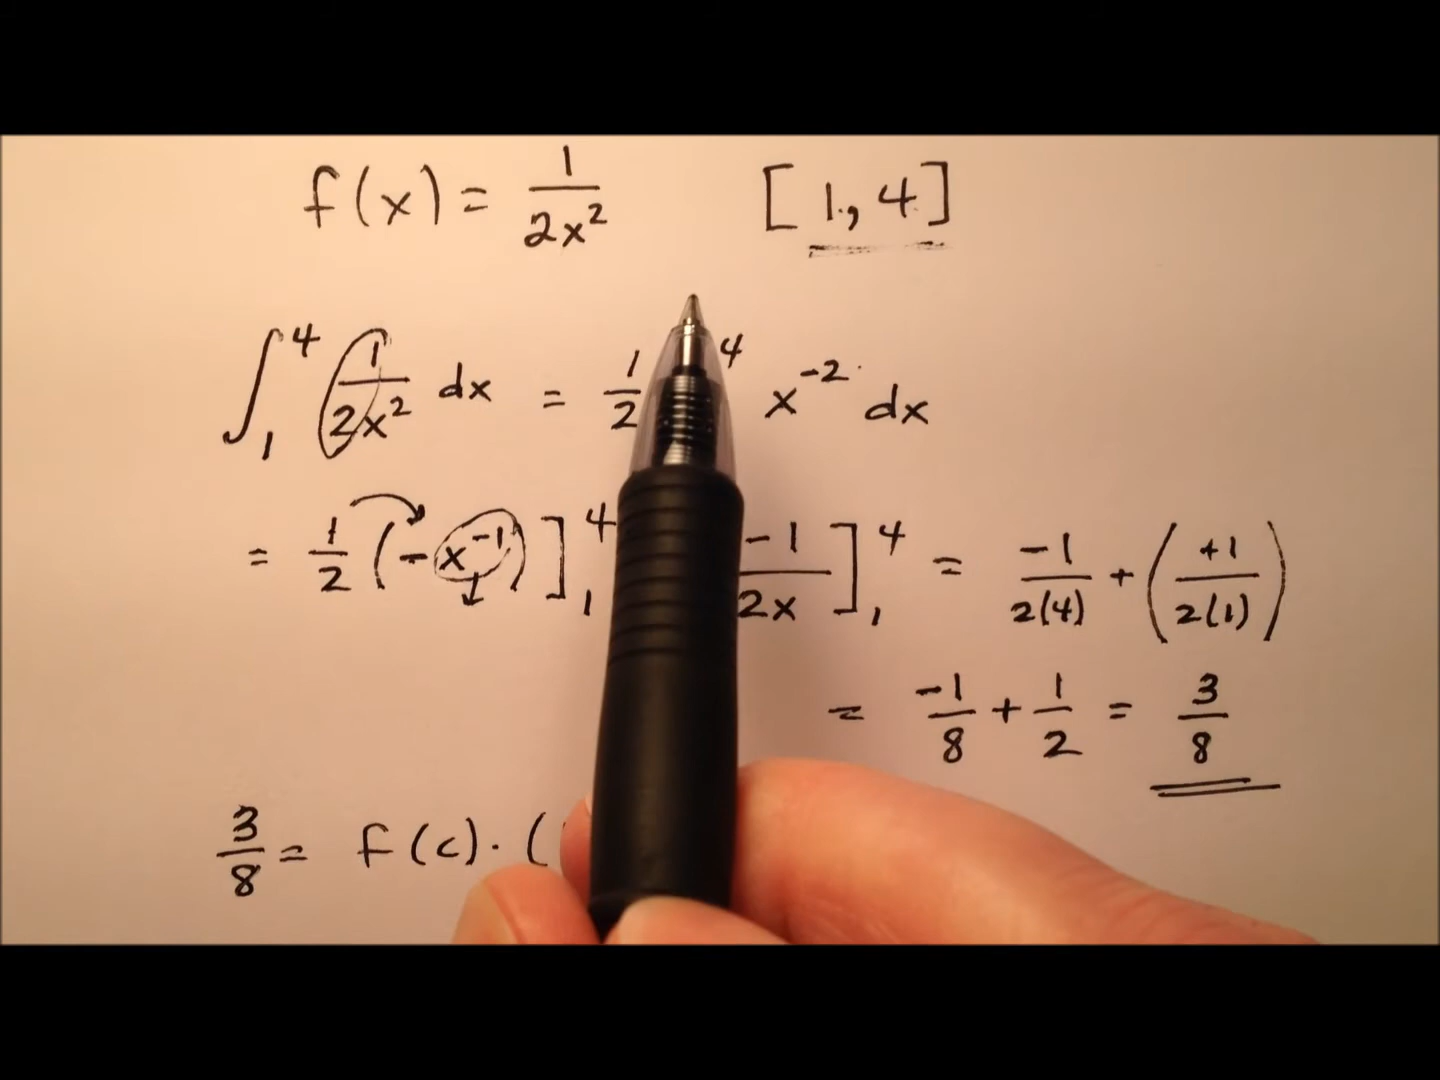 f(x) = 1/2x² [1, 4]
∫₁⁴ (1/2x² dx = 1/2 4 x⁻² dx
= 1/2 (-x⁻¹)]₁⁴ -1/2x]₁⁴ = -1/2(4) + (+1/2(1))
= -1/8 + 1/2 = 3/8
3/8 = f(c) · (